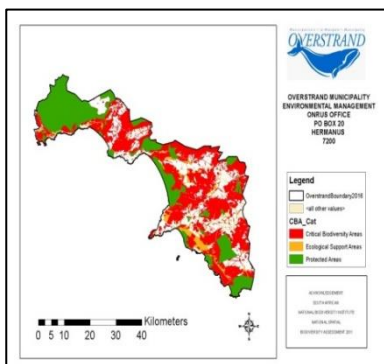 OVERSTRAND
OVERSTRAND MUNICIPALITY
ENVIRONMENTAL MANAGEMENT
ONRUS OFFICE
PO BOX 20
HERMANUS
7200
Legend
OverstrandBoundary2016
<all other values>
CBA_Cat
Critical Biodiversity Areas
Ecological Support Areas
Protected Areas
Kilometers
0 5 10 20 30 40
ACKNOWLEDGEMENT
SOUTH AFRICAN
NATIONAL BIODIVERSITY INSTITUTE
NATIONAL SPATIAL
BIODIVERSITY ASSESSMENT 2011